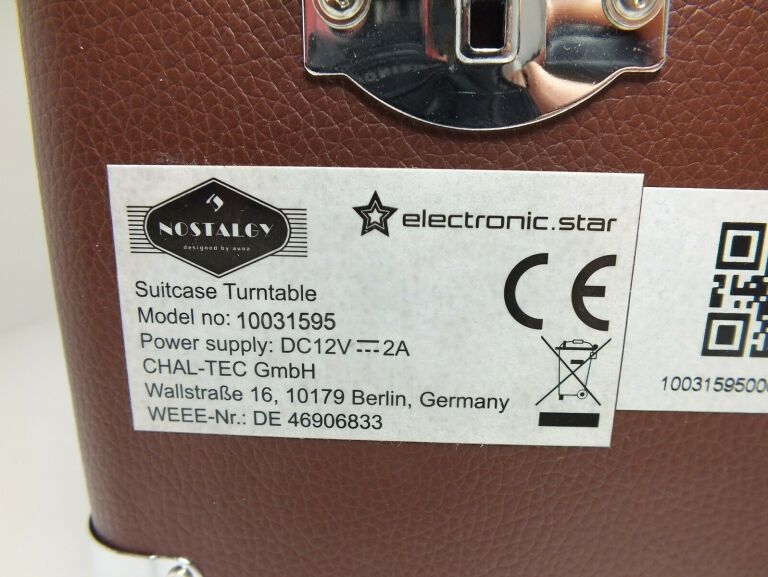 NOSTALGY
designed by auna
electronic.star
Suitcase Turntable
Model no: 10031595
Power supply: DC12V⎓2A
CHAL-TEC GmbH
Wallstraße 16, 10179 Berlin, Germany
WEEE-Nr.: DE 46906833
CE
100315950